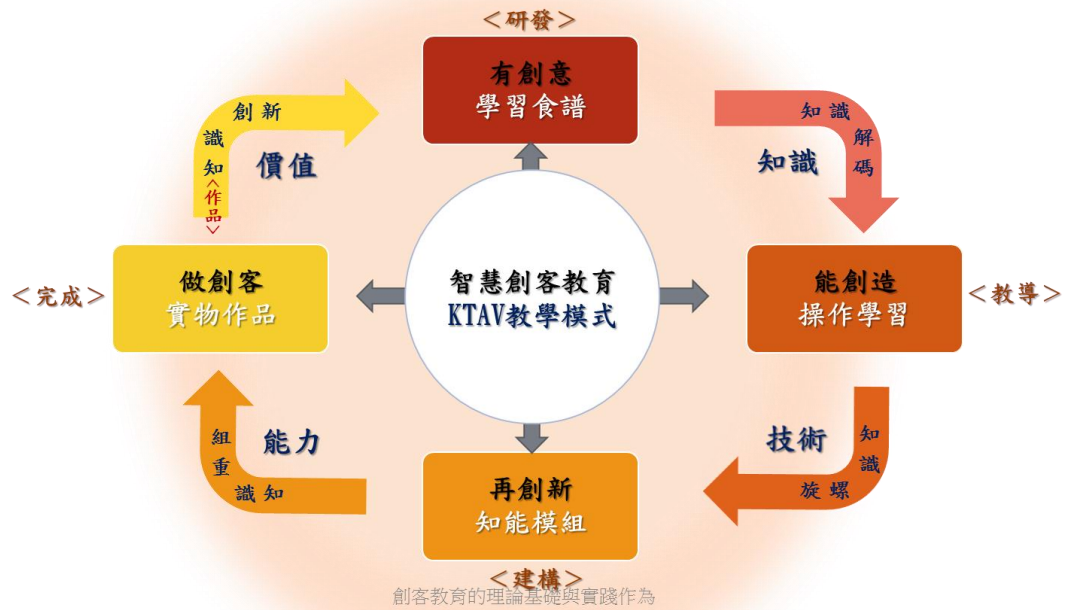 <研發>
有創意
學習食譜
創新
識
知
<作品>
價值
知識
解
碼
知識
做創客
實物作品
<完成>
智慧創客教育
KTAV教學模式
能創造
操作學習
<教導>
組
重
識知
能力
技術
知
識
旋螺
再創新
知能模組
<建構>
創客教育的理論基礎與實踐作為